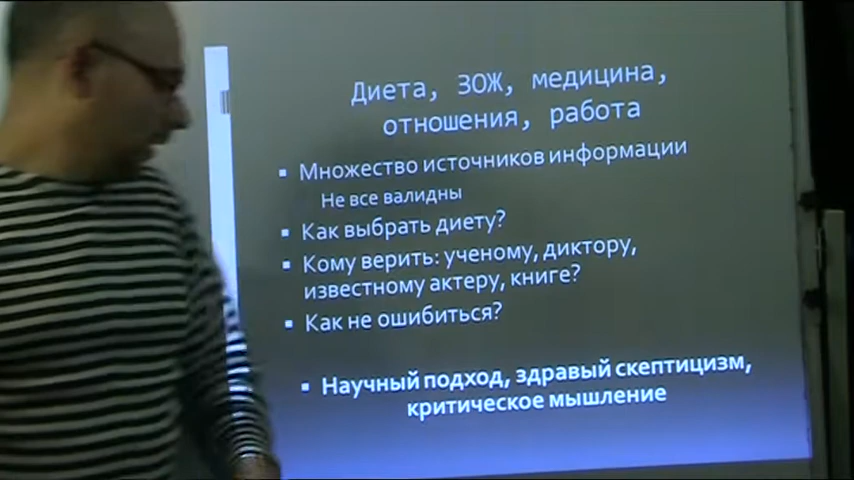 Диета, ЗОЖ, медицина,
отношения, работа
▪ Множество источников информации
Не все валидны
▪ Как выбрать диету?
▪ Кому верить: ученому, диктору,
известному актеру, книге?
▪ Как не ошибиться?
▪ Научный подход, здравый скептицизм,
критическое мышление